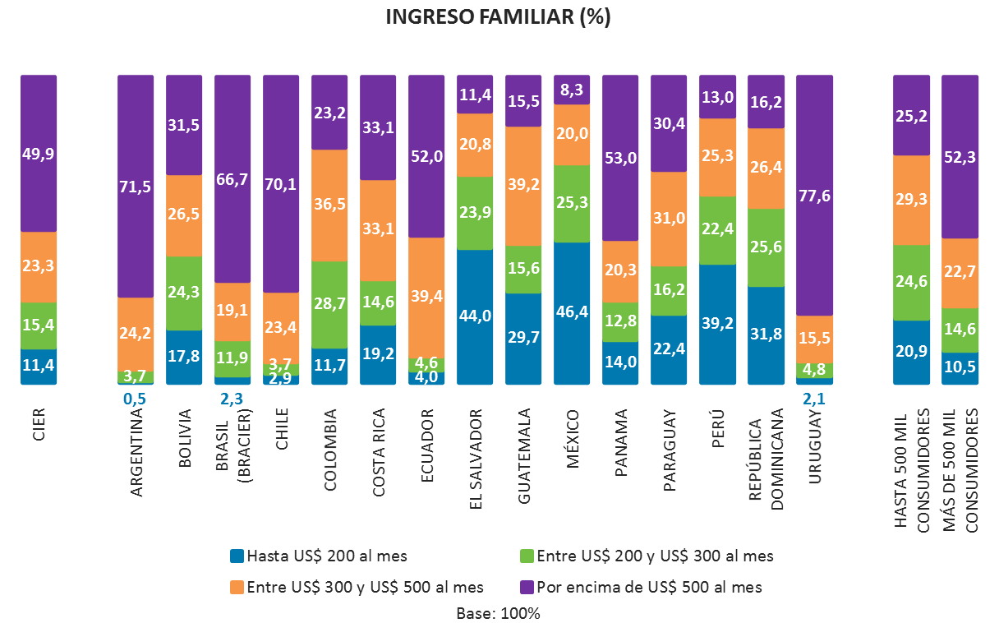 INGRESO FAMILIAR (%)
49,9
23,3
15,4
11,4
71,5
24,2
3,7
0,5
31,5
26,5
24,3
17,8
66,7
19,1
11,9
2,3
70,1
23,4
3,7
2,9
23,2
36,5
28,7
11,7
33,1
33,1
14,6
19,2
52,0
39,4
4,6
4,0
11,4
20,8
23,9
44,0
15,5
39,2
15,6
29,7
8,3
20,0
25,3
46,4
53,0
20,3
12,8
14,0
30,4
31,0
16,2
22,4
13,0
25,3
22,4
39,2
16,2
26,4
25,6
31,8
77,6
15,5
4,8
2,1
25,2
29,3
24,6
20,9
52,3
22,7
14,6
10,5
CIER
ARGENTINA
BOLIVIA
BRASIL
(BRACIER)
CHILE
COLOMBIA
COSTA RICA
ECUADOR
EL SALVADOR
GUATEMALA
MÉXICO
PANAMA
PARAGUAY
PERÚ
REPÚBLICA
DOMINICANA
URUGUAY
HASTA 500 MIL
CONSUMIDORES
MÁS DE 500 MIL
CONSUMIDORES
Hasta US$ 200 al mes
Entre US$ 200 y US$ 300 al mes
Entre US$ 300 y US$ 500 al mes
Por encima de US$ 500 al mes
Base: 100%